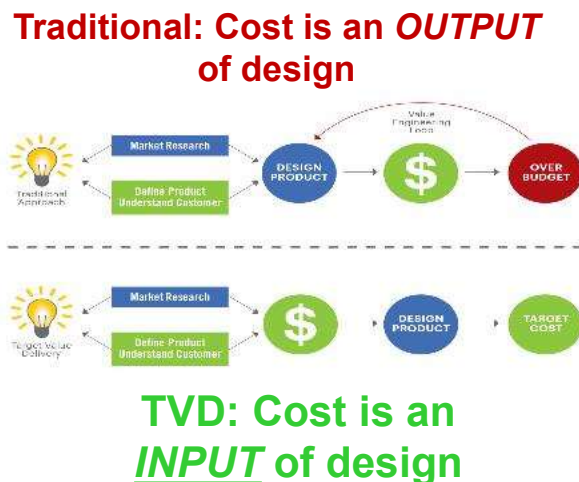 Traditional: Cost is an OUTPUT
of design
Value
Engineering
Loop
Market Research
DESIGN
PRODUCT
$
OVER
BUDGET
Traditional
Approach
Define Product
Understand Customer
Market Research
$
DESIGN
PRODUCT
TARGET
COST
Target Value
Delivery
Define Product
Understand Customer
TVD: Cost is an
INPUT of design